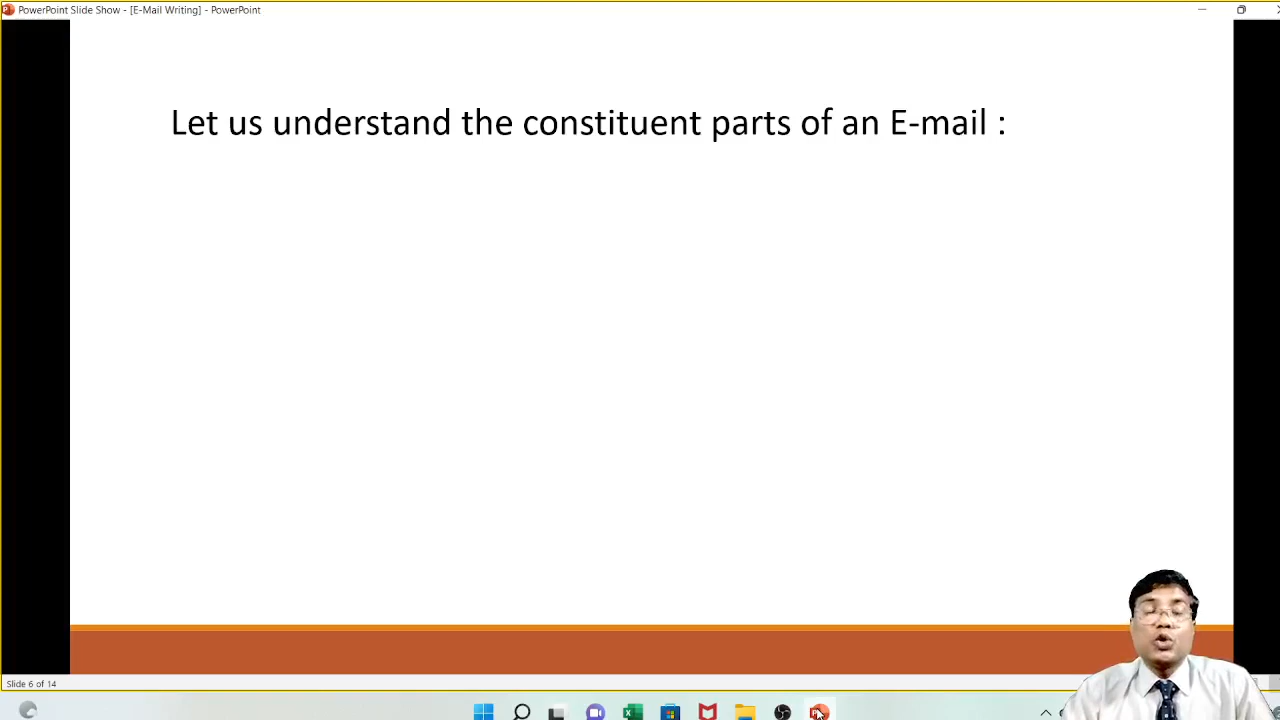 PowerPoint Slide Show - [E-Mail Writing] - PowerPoint
Let us understand the constituent parts of an E-mail :
Slide 6 of 14